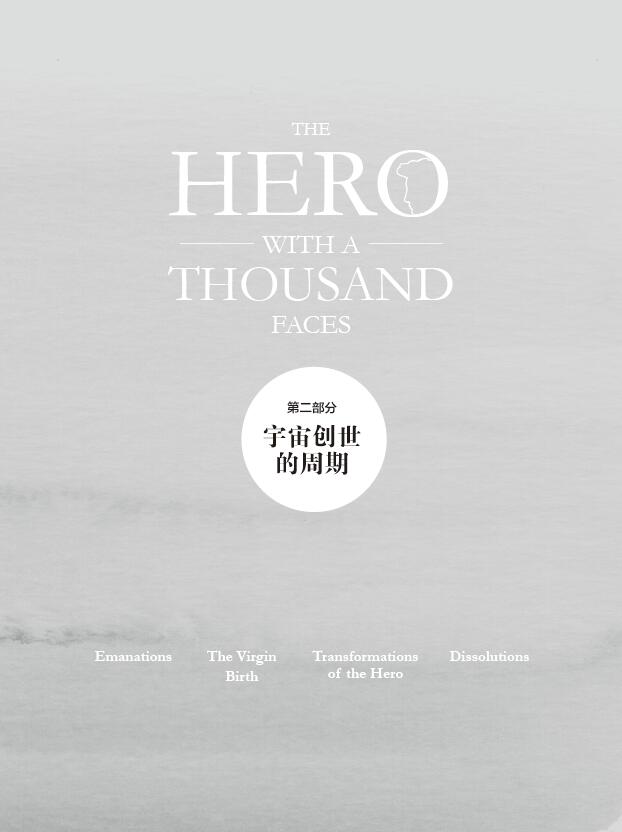 THE
HERO
WITH A
THOUSAND
FACES
第二部分
宇宙创世
的周期
Emanations
The Virgin
Birth
Transformations
of the Hero
Dissolutions